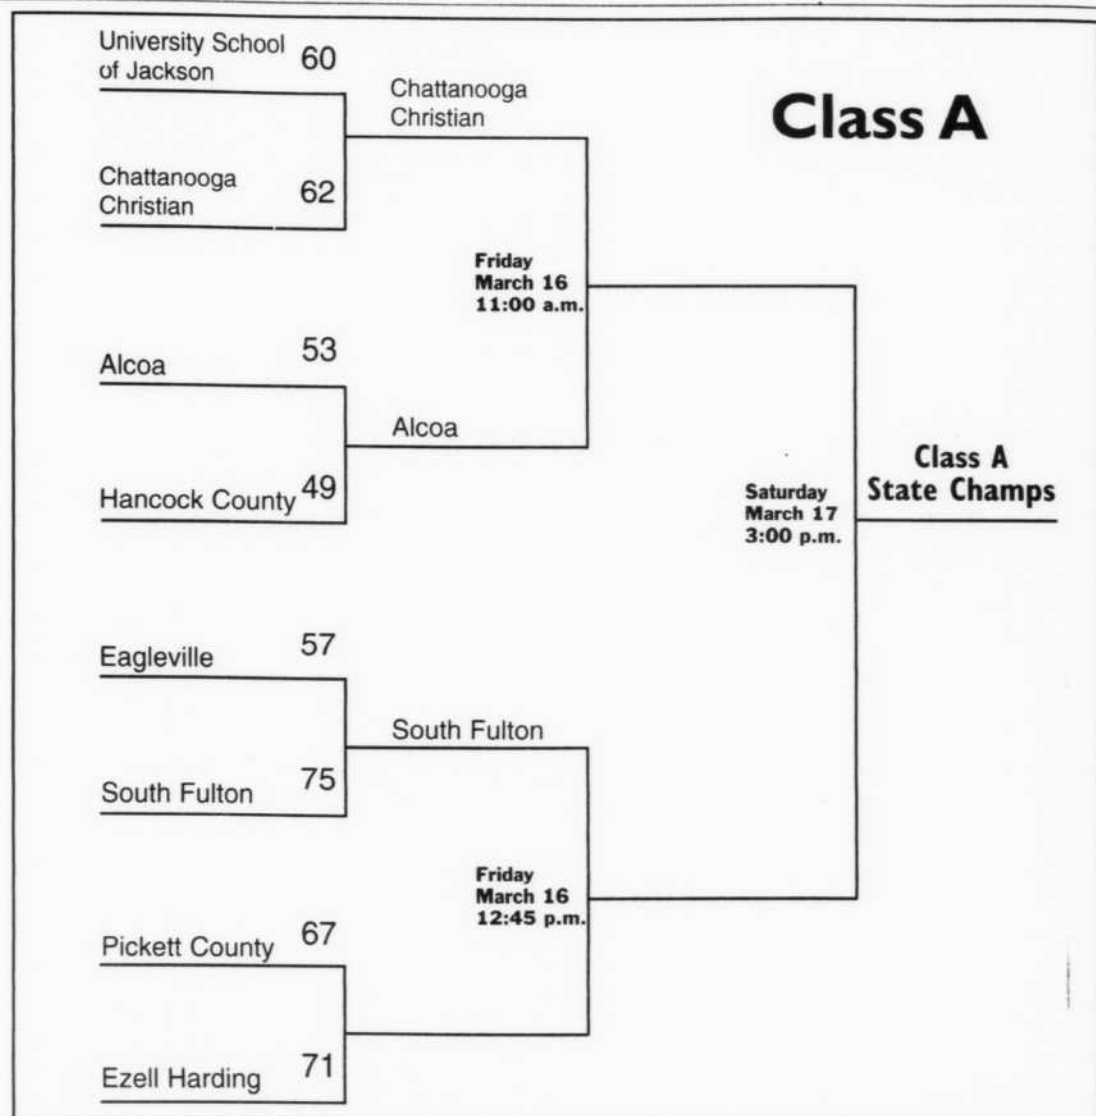 University School 60
of Jackson
Chattanooga
Christian
Class A
Chattanooga
Christian 62
Friday
March 16
11:00 a.m.
Alcoa 53
Alcoa
Hancock County 49
Class A
State Champs
Saturday
March 17
3:00 p.m.
Eagleville 57
South Fulton
South Fulton 75
Friday
March 16
12:45 p.m.
Pickett County 67
Ezell Harding 71